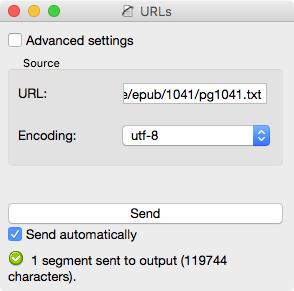 URLs
Advanced settings
Source
URL: e/epub/1041/pg1041.txt
Encoding: utf-8
Send
Send automatically
1 segment sent to output (119744
characters).